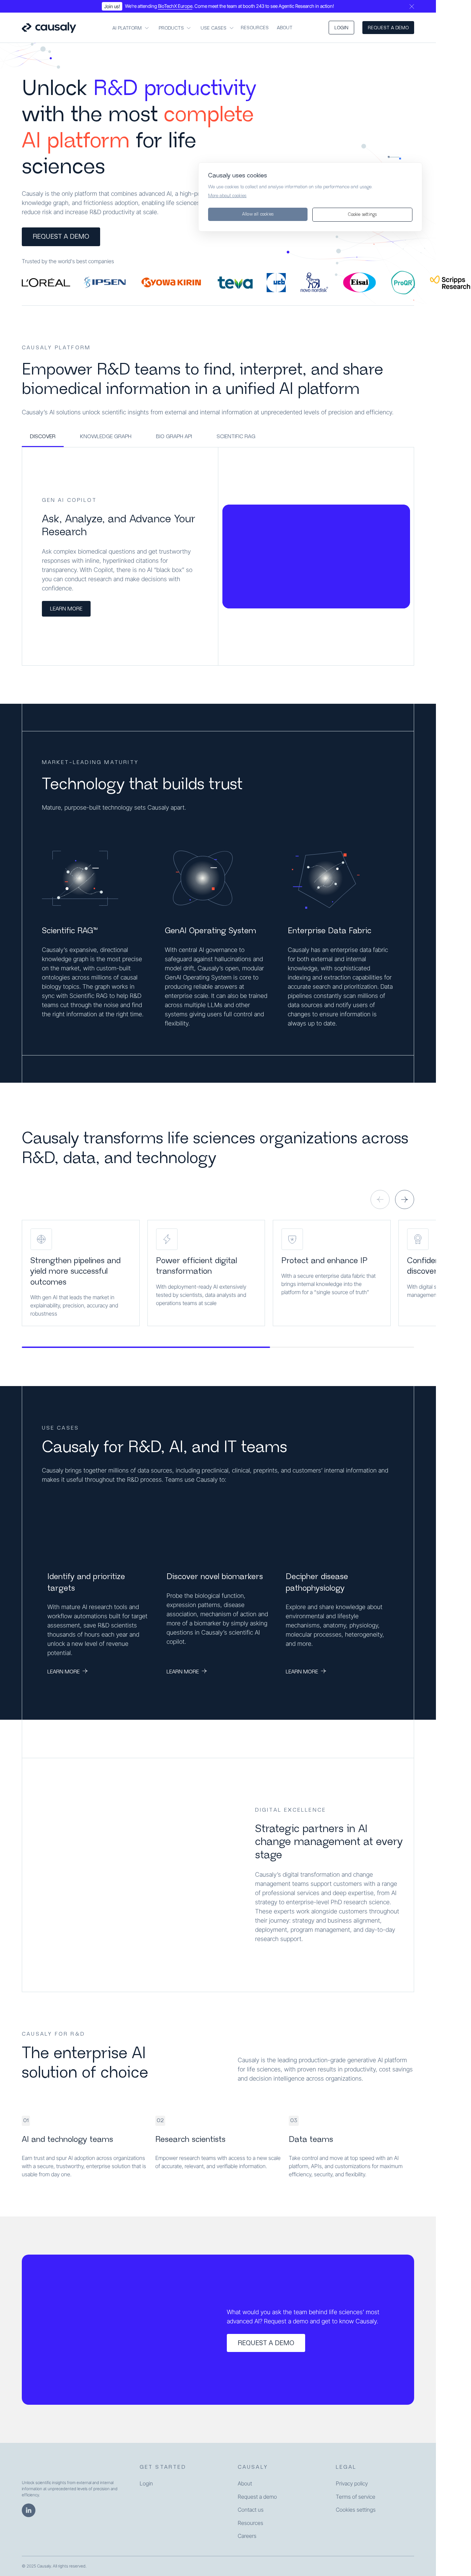 Join us! We're attending BioTechX Europe. Come meet the team at booth 243 to see Agentic Research in action!
causaly
AI PLATFORM
PRODUCTS
USE CASES
RESOURCES
ABOUT
LOGIN
REQUEST A DEMO
Unlock R&D productivity
with the most complete
AI platform for life
sciences
Causaly is the only platform that combines advanced AI, a high-p
knowledge graph, and frictionless adoption, enabling life sciences
reduce risk and increase R&D productivity at scale.
REQUEST A DEMO
Causaly uses cookies
We use cookies to collect and analyse information on site performance and usage.
More about cookies
Allow all cookies
Cookie settings
Trusted by the world's best companies
L'ORÉAL
IPSEN
Kyowa KIRIN
teva
ucb
novo nordisk
Eisai
ProQR
Scripps
Research
CAUSALY PLATFORM
Empower R&D teams to find, interpret, and share
biomedical information in a unified AI platform
Causaly's AI solutions unlock scientific insights from external and internal information at unprecedented levels of precision and efficiency.
DISCOVER
KNOWLEDGE GRAPH
BIO GRAPH API
SCIENTIFIC RAG
GEN AI COPILOT
Ask, Analyze, and Advance Your
Research
Ask complex biomedical questions and get trustworthy
responses with inline, hyperlinked citations for
transparency. With Copilot, there is no AI "black box" so
you can conduct research and make decisions with
confidence.
LEARN MORE
MARKET-LEADING MATURITY
Technology that builds trust
Mature, purpose-built technology sets Causaly apart.
Scientific RAG™
Causaly's expansive, directional
knowledge graph is the most precise
on the market, with custom-built
ontologies across millions of causal
biology topics. The graph works in
sync with Scientific RAG to help R&D
teams cut through the noise and find
the right information at the right time.
GenAI Operating System
With central AI governance to
safeguard against hallucinations and
model drift, Causaly's open, modular
GenAI Operating System is core to
producing reliable answers at
enterprise scale. It can also be trained
across multiple LLMs and other
systems giving users full control and
flexibility.
Enterprise Data Fabric
Causaly has an enterprise data fabric
for both external and internal
knowledge, with sophisticated
indexing and extraction capabilities for
accurate search and prioritization. Data
pipelines constantly scan millions of
data sources and notify users of
changes to ensure information is
always up to date.
Causaly transforms life sciences organizations across
R&D, data, and technology
Strengthen pipelines and
yield more successful
outcomes
With gen AI that leads the market in
explainability, precision, accuracy and
robustness
Power efficient digital
transformation
With deployment-ready AI extensively
tested by scientists, data analysts and
operations teams at scale
Protect and enhance IP
With a secure enterprise data fabric that
brings internal knowledge into the
platform for a "single source of truth"
Confiden
discover
With digital s
management
USE CASES
Causaly for R&D, AI, and IT teams
Causaly brings together millions of data sources, including preclinical, clinical, preprints, and customers' internal information and
makes it useful throughout the R&D process. Teams use Causaly to:
Identify and prioritize
targets
With mature AI research tools and
workflow automations built for target
assessment, save R&D scientists
thousands of hours each year and
unlock a new level of revenue
potential.
LEARN MORE
Discover novel biomarkers
Probe the biological function,
expression patterns, disease
association, mechanism of action and
more of a biomarker by simply asking
questions in Causaly's scientific AI
copilot.
LEARN MORE
Decipher disease
pathophysiology
Explore and share knowledge about
environmental and lifestyle
mechanisms, anatomy, physiology,
molecular processes, heterogeneity,
and more.
LEARN MORE
DIGITAL EXCELLENCE
Strategic partners in AI
change management at every
stage
Causaly's digital transformation and change
management teams support customers with a range
of professional services and deep expertise, from AI
strategy to enterprise-level PhD research science.
These experts work alongside customers throughout
their journey: strategy and business alignment,
deployment, program management, and day-to-day
research support.
CAUSALY FOR R&D
The enterprise AI
solution of choice
Causaly is the leading production-grade generative AI platform
for life sciences, with proven results in productivity, cost savings
and decision intelligence across organizations.
01
AI and technology teams
Earn trust and spur AI adoption across organizations
with a secure, trustworthy, enterprise solution that is
usable from day one.
02
Research scientists
Empower research teams with access to a new scale
of accurate, relevant, and verifiable information
03
Data teams
Take control and move at top speed with an AI
platform, APIs, and customizations for maximum
efficiency, security, and flexibility.
What would you ask the team behind life sciences' most
advanced AI? Request a demo and get to know Causaly.
REQUEST A DEMO
Unlock scientific insights from external and internal
information at unprecedented levels of precision and
efficiency.
in
GET STARTED
Login
CAUSALY
About
Request a demo
Contact us
Resources
Careers
LEGAL
Privacy policy
Terms of service
Cookies settings
© 2025 Causaly. All rights reserved.